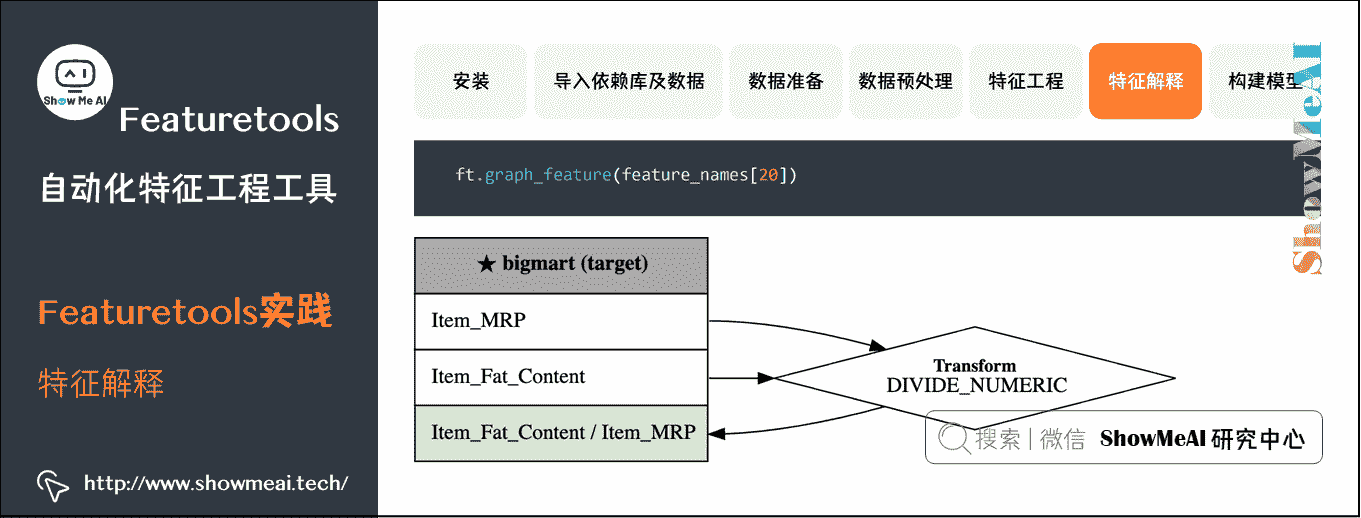 Show Me AI
Featuretools
自动化特征工程工具
Featuretools实践
特征解释
http://www.showmeai.tech/
安装
导入依赖库及数据
数据准备
数据预处理
特征工程
特征解释
构建模型
ShowMeAI
ft.graph_feature(feature_names[20])
★ bigmart (target)
Item_MRP
Item_Fat_Content
Item_Fat_Content / Item_MRP
Transform
DIVIDE_NUMERIC
搜索 | 微信 ShowMeAI 研究中心